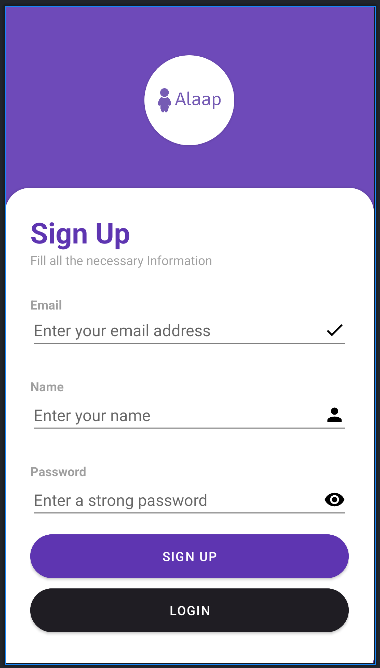 Alaap
Sign Up
Fill all the necessary Information
Email
Enter your email address
Name
Enter your name
Password
Enter a strong password
SIGN UP
LOGIN